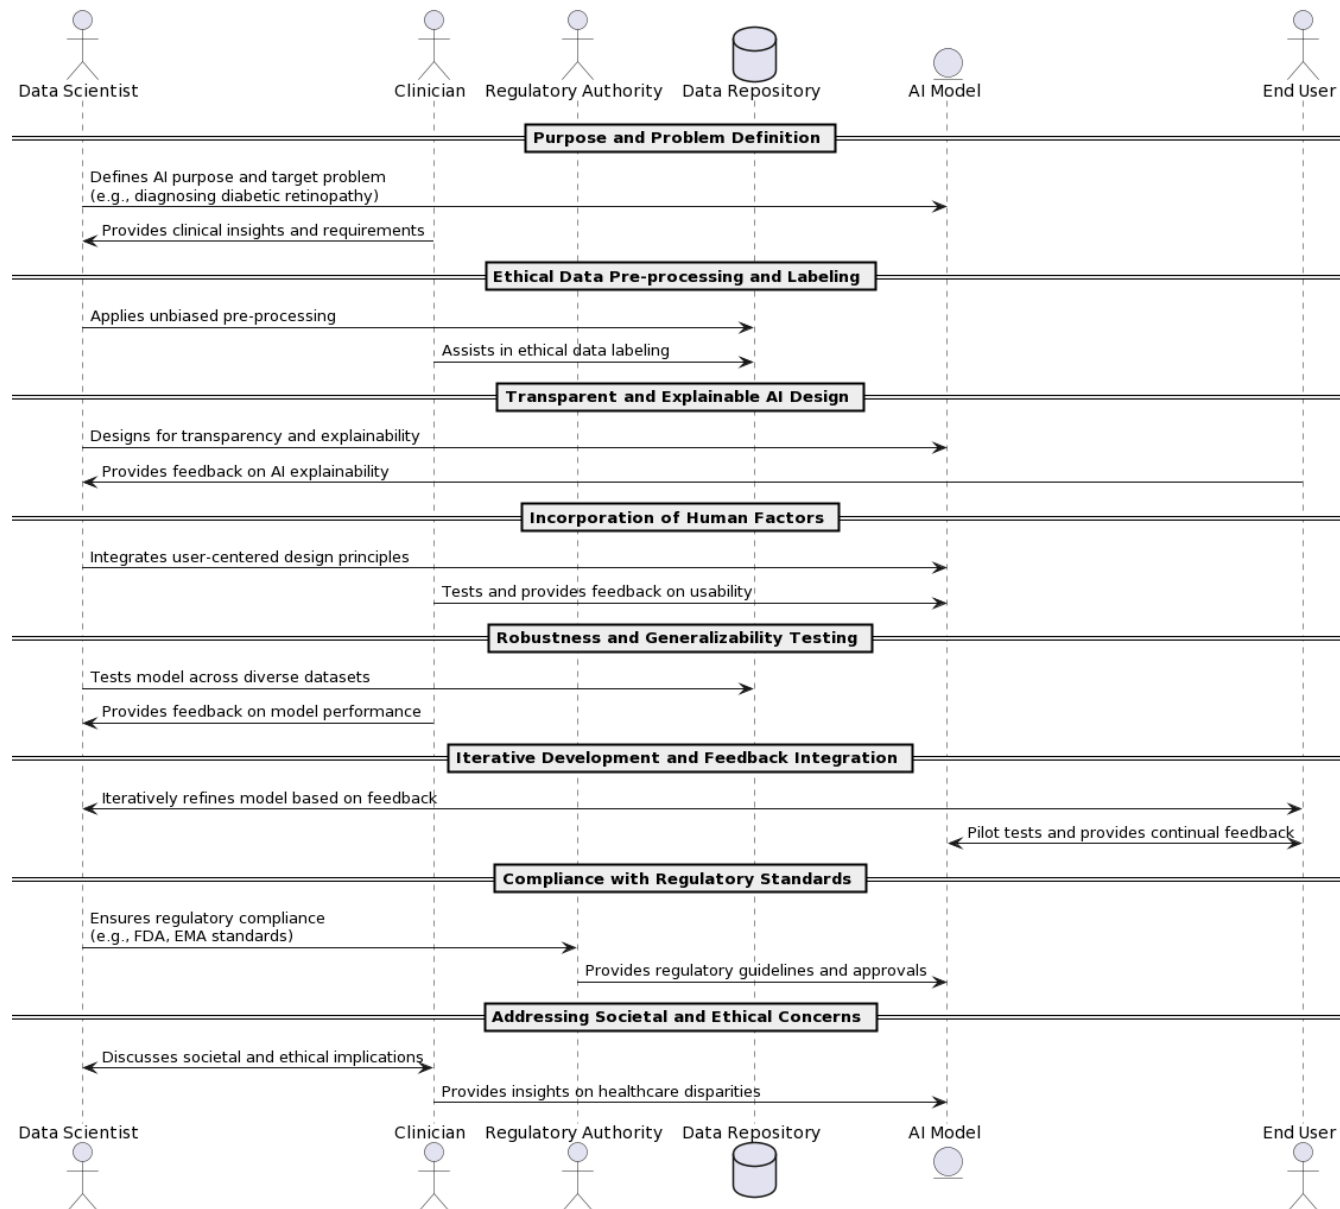 Data Scientist Clinician Regulatory Authority Data Repository AI Model End User
Purpose and Problem Definition
Defines AI purpose and target problem
(e.g., diagnosing diabetic retinopathy)
Provides clinical insights and requirements
Ethical Data Pre-processing and Labeling
Applies unbiased pre-processing
Assists in ethical data labeling
Transparent and Explainable AI Design
Designs for transparency and explainability
Provides feedback on AI explainability
Incorporation of Human Factors
Integrates user-centered design principles
Tests and provides feedback on usability
Robustness and Generalizability Testing
Tests model across diverse datasets
Provides feedback on model performance
Iterative Development and Feedback Integration
Iteratively refines model based on feedback
Pilot tests and provides continual feedback
Compliance with Regulatory Standards
Ensures regulatory compliance
(e.g., FDA, EMA standards)
Provides regulatory guidelines and approvals
Addressing Societal and Ethical Concerns
Discusses societal and ethical implications
Provides insights on healthcare disparities
Data Scientist Clinician Regulatory Authority Data Repository AI Model End User